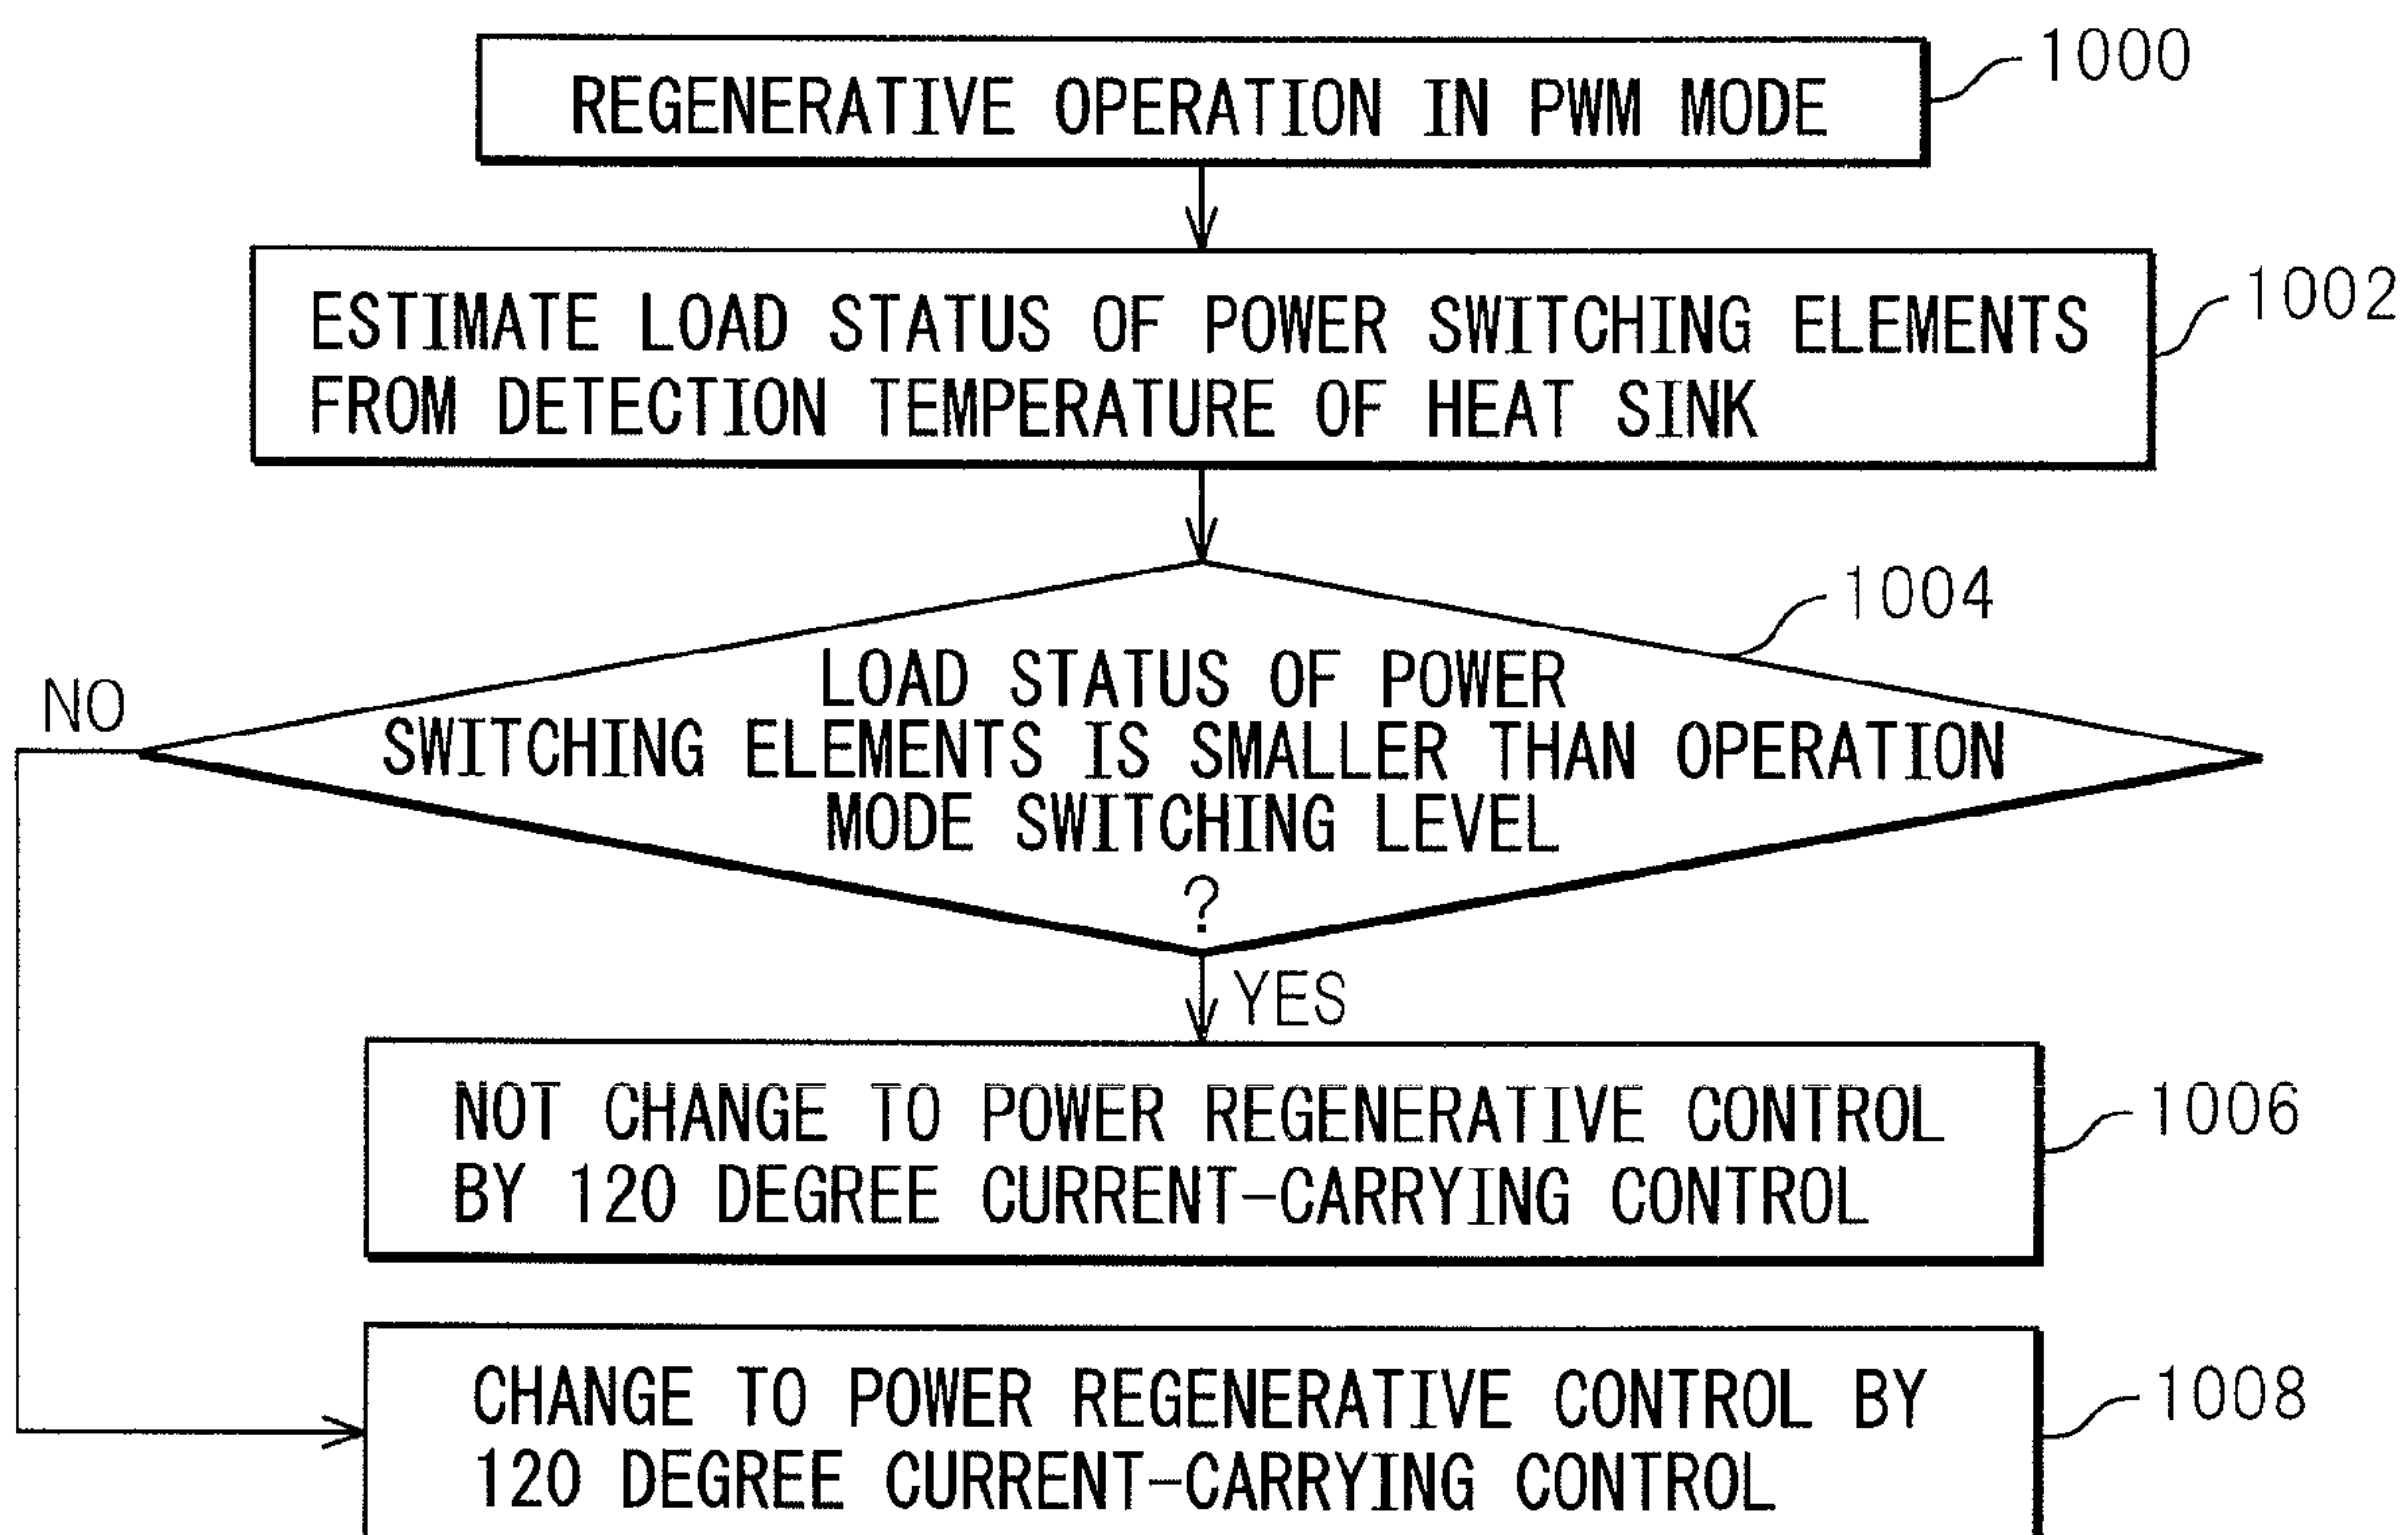 REGENERATIVE OPERATION IN PWM MODE
1000
ESTIMATE LOAD STATUS OF POWER SWITCHING ELEMENTS
FROM DETECTION TEMPERATURE OF HEAT SINK
1002
1004
LOAD STATUS OF POWER
SWITCHING ELEMENTS IS SMALLER THAN OPERATION
MODE SWITCHING LEVEL
?
NO
YES
NOT CHANGE TO POWER REGENERATIVE CONTROL
BY 120 DEGREE CURRENT-CARRYING CONTROL
1006
CHANGE TO POWER REGENERATIVE CONTROL BY
120 DEGREE CURRENT-CARRYING CONTROL
1008